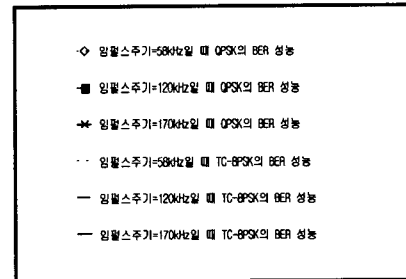 임펄스주기=58kHz일 때 QPSK의 BER 성능
임펄스주기=120kHz일 때 QPSK의 BER 성능
임펄스주기=170kHz일 때 QPSK의 BER 성능
임펄스주기=58kHz일 때 TC-8PSK의 BER 성능
임펄스주기=120kHz일 때 TC-8PSK의 BER 성능
임펄스주기=170kHz일 때 TC-8PSK의 BER 성능